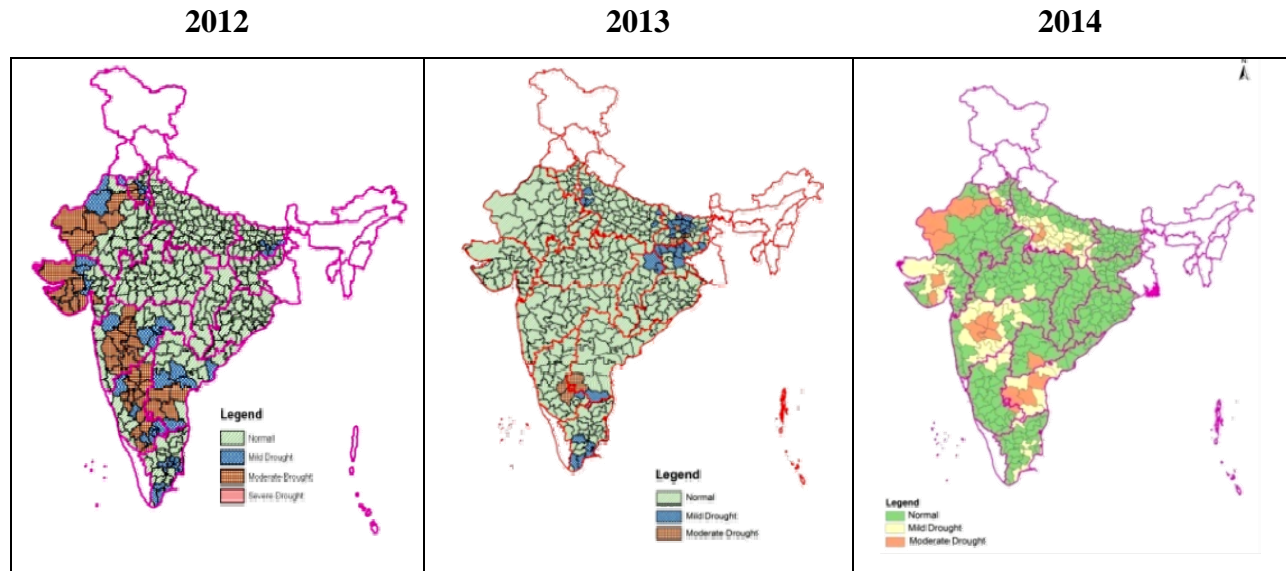 2012
2013
2014
N
Legend
Normal
Mild Drought
Moderate Drought
Severe Drought
Legend
Normal
Mild Drought
Moderate Drought
Legend
Normal
Mild Drought
Moderate Drought